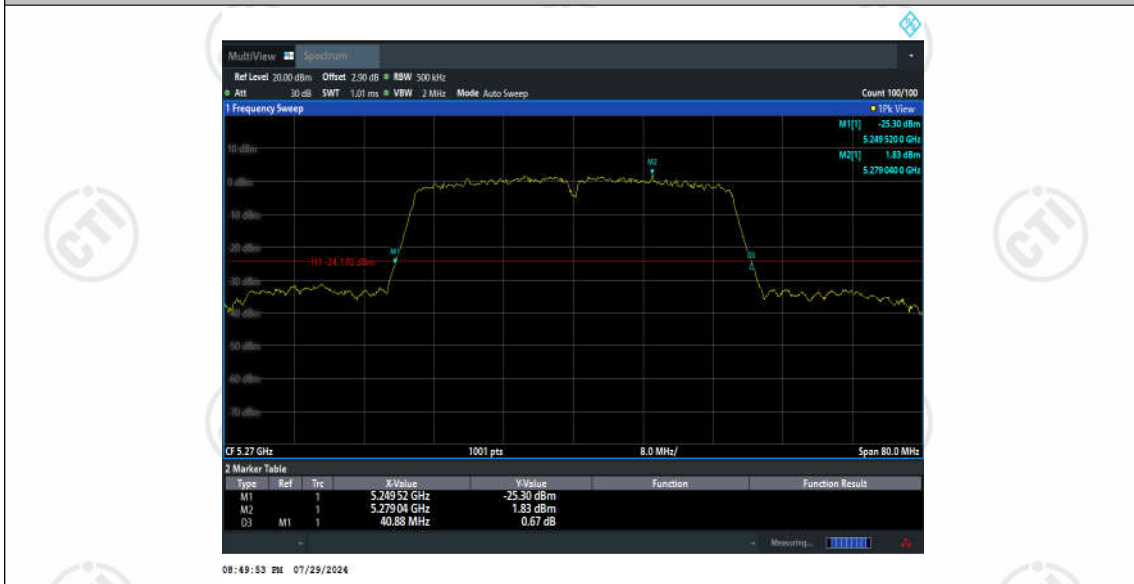 MultiView Spectrum
Ref Level 20.00 dBm Offset 2.90 dB RBW 500 kHz
Att 30 dB SWT 1.01 ms VBW 2 MHz Mode Auto Sweep Count 100/100
1 Frequency Sweep 1Pk View
M1[1] -25.30 dBm
5.249 520 0 GHz
M2[1] 1.83 dBm
5.279 040 0 GHz
10 dBm
M2
0 dBm
-10 dBm
-20 dBm
M1
D3
H1 -24.170 dBm
-30 dBm
-40 dBm
-50 dBm
-60 dBm
-70 dBm
CF 5.27 GHz 1001 pts 8.0 MHz/ Span 80.0 MHz
2 Marker Table
Type Ref Trc X-Value Y-Value Function Function Result
M1 1 5.249 52 GHz -25.30 dBm
M2 1 5.279 04 GHz 1.83 dBm
D3 M1 1 40.88 MHz 0.67 dB
Measuring...
08:49:53 PM 07/29/2024
CTI
CTI